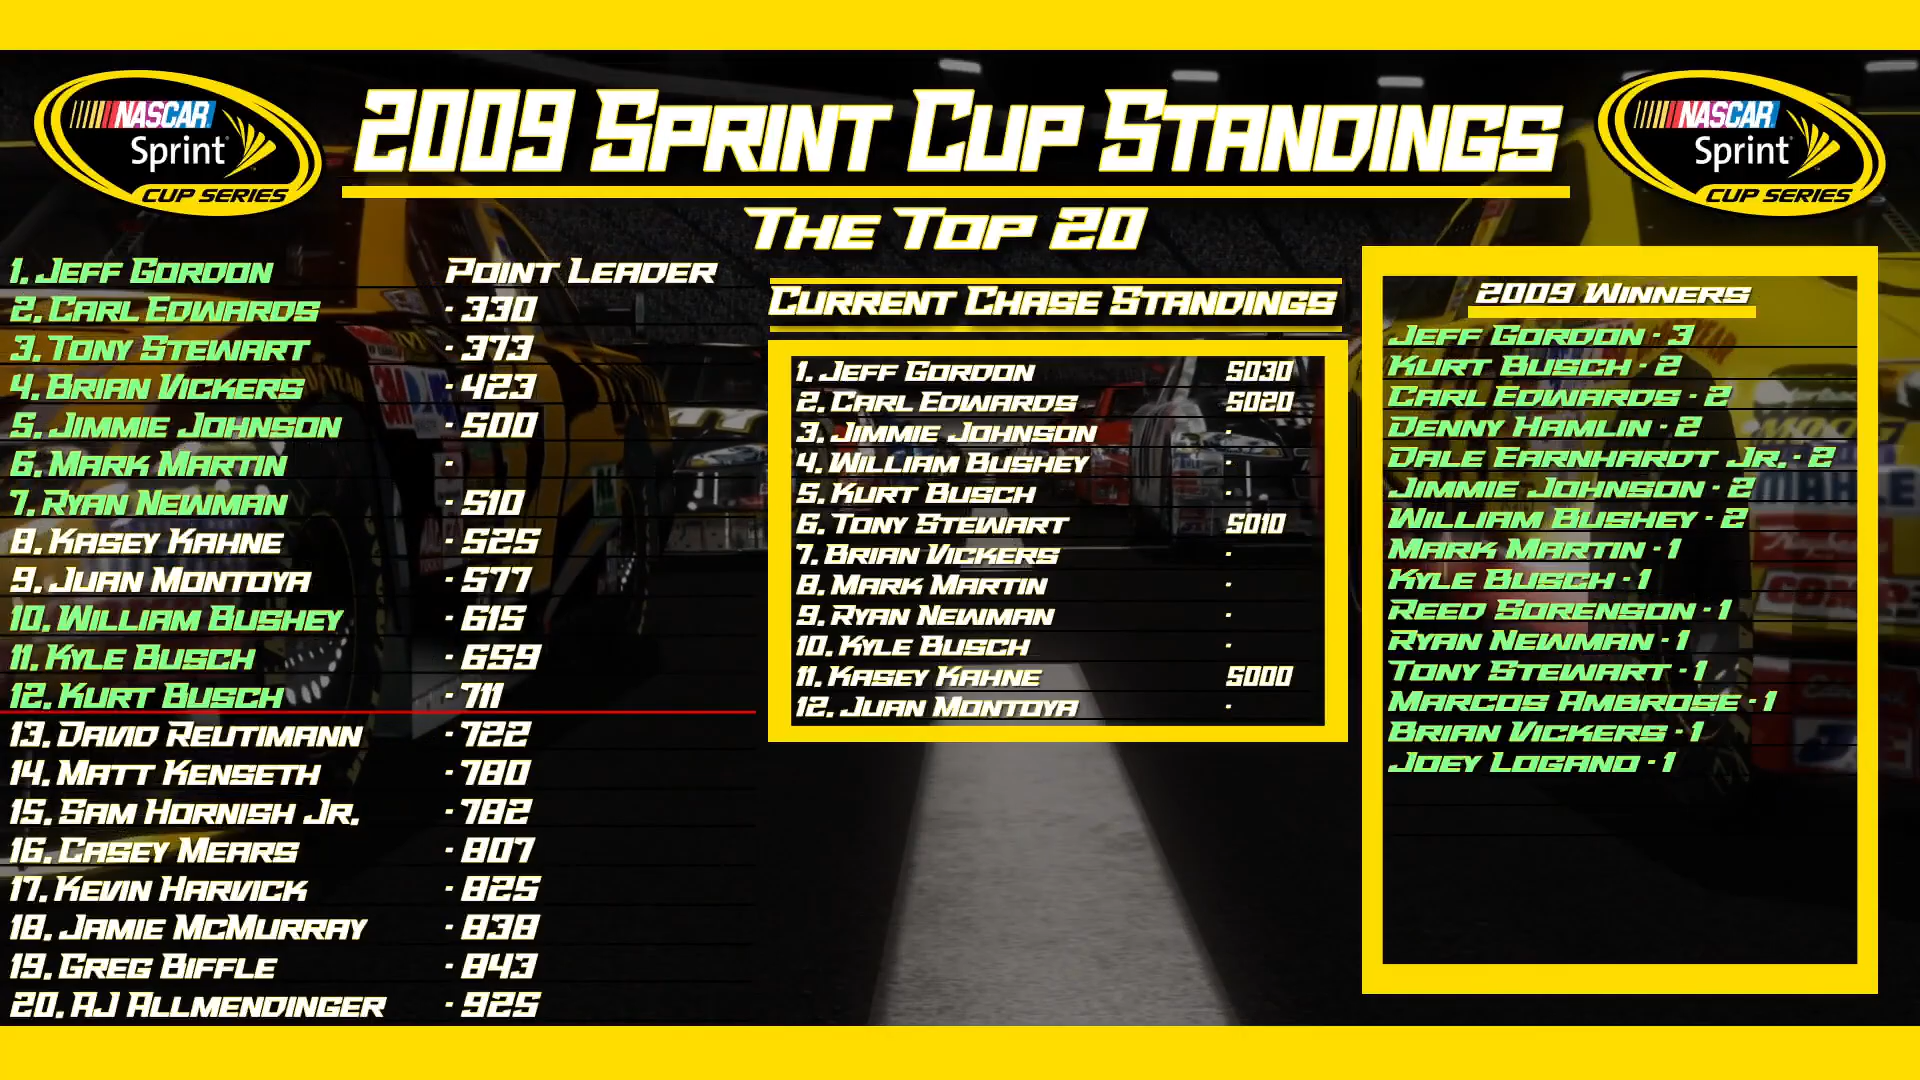 NASCAR
Sprint
CUP SERIES
2009 Sprint Cup Standings
NASCAR
Sprint
CUP SERIES
The Top 20
1. Jeff Gordon Point Leader
2. Carl Edwards - 330
3. Tony Stewart - 373
4. Brian Vickers - 423
5. Jimmie Johnson - 500
6. Mark Martin -
7. Ryan Newman - 510
8. Kasey Kahne - 525
9. Juan Montoya - 577
10. William Bushey - 615
11. Kyle Busch - 659
12. Kurt Busch - 711
13. David Reutimann - 722
14. Matt Kenseth - 780
15. Sam Hornish Jr. - 782
16. Casey Mears - 807
17. Kevin Harvick - 825
18. Jamie McMurray - 838
19. Greg Biffle - 843
20. AJ Allmendinger - 925
Current Chase Standings
1. Jeff Gordon 5030
2. Carl Edwards 5020
3. Jimmie Johnson -
4. William Bushey -
5. Kurt Busch -
6. Tony Stewart 5010
7. Brian Vickers -
8. Mark Martin -
9. Ryan Newman -
10. Kyle Busch -
11. Kasey Kahne 5000
12. Juan Montoya -
2009 Winners
Jeff Gordon - 3
Kurt Busch - 2
Carl Edwards - 2
Denny Hamlin - 2
Dale Earnhardt Jr. - 2
Jimmie Johnson - 2
William Bushey - 2
Mark Martin - 1
Kyle Busch - 1
Reed Sorenson - 1
Ryan Newman - 1
Tony Stewart - 1
Marcos Ambrose - 1
Brian Vickers - 1
Joey Logano - 1